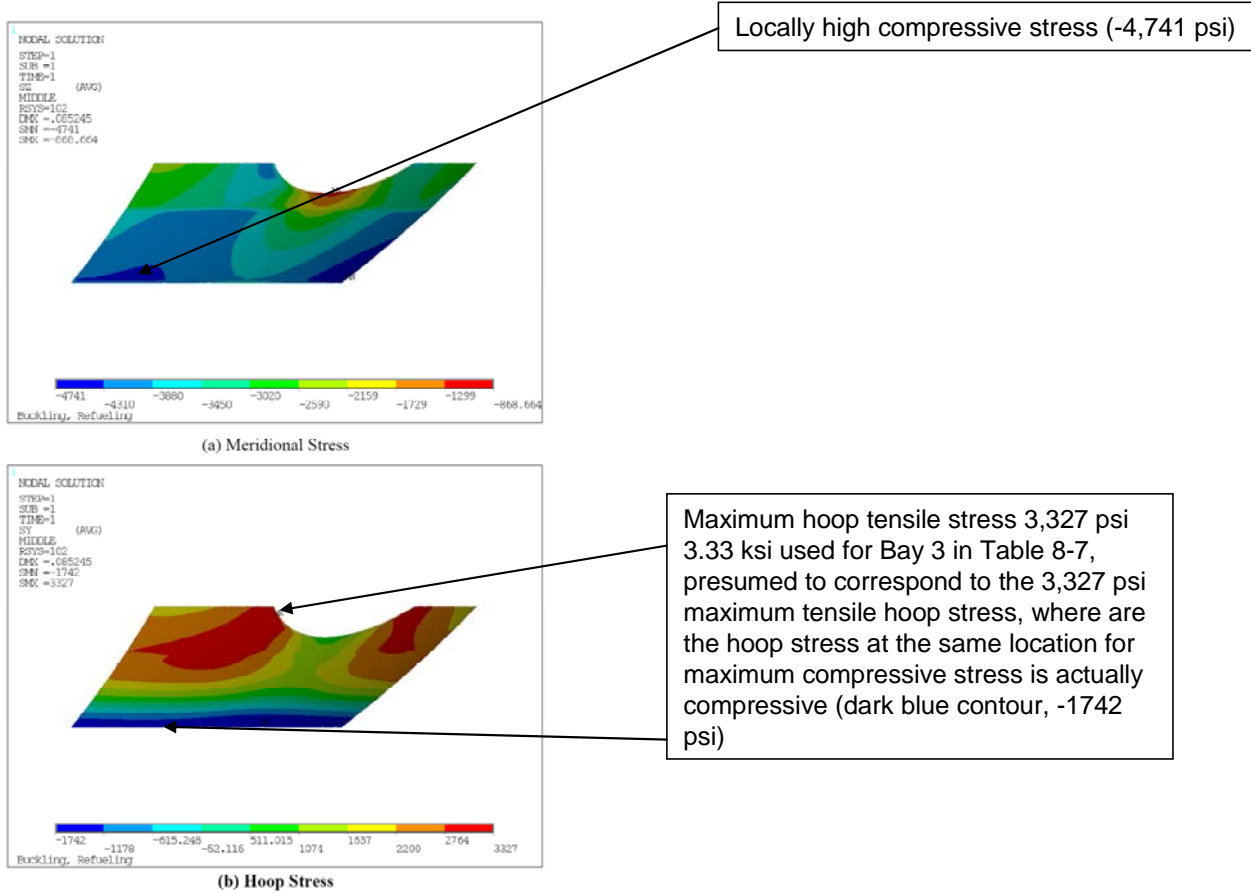 Locally high compressive stress (-4,741 psi)
1
NODAL SOLUTION
STEP=1
SUB =1
TIME=1
SZ (AVG)
MIDDLE
RSYS=102
DMX =.085245
SMN =-4741
SMX =-868.664
-4741 -3880 -3020 -2159 -1299
-4310 -3450 -2590 -1729 -868.664
Buckling, Refueling
(a) Meridional Stress
1
NODAL SOLUTION
STEP=1
SUB =1
TIME=1
SY (AVG)
MIDDLE
RSYS=102
DMX =.085245
SMN =-1742
SMX =3327
Maximum hoop tensile stress 3,327 psi
3.33 ksi used for Bay 3 in Table 8-7,
presumed to correspond to the 3,327 psi
maximum tensile hoop stress, where are
the hoop stress at the same location for
maximum compressive stress is actually
compressive (dark blue contour, -1742
psi)
-1742 -615.248 511.015 1637 2764
-1178 -52.116 1074 2200 3327
Buckling, Refueling
(b) Hoop Stress